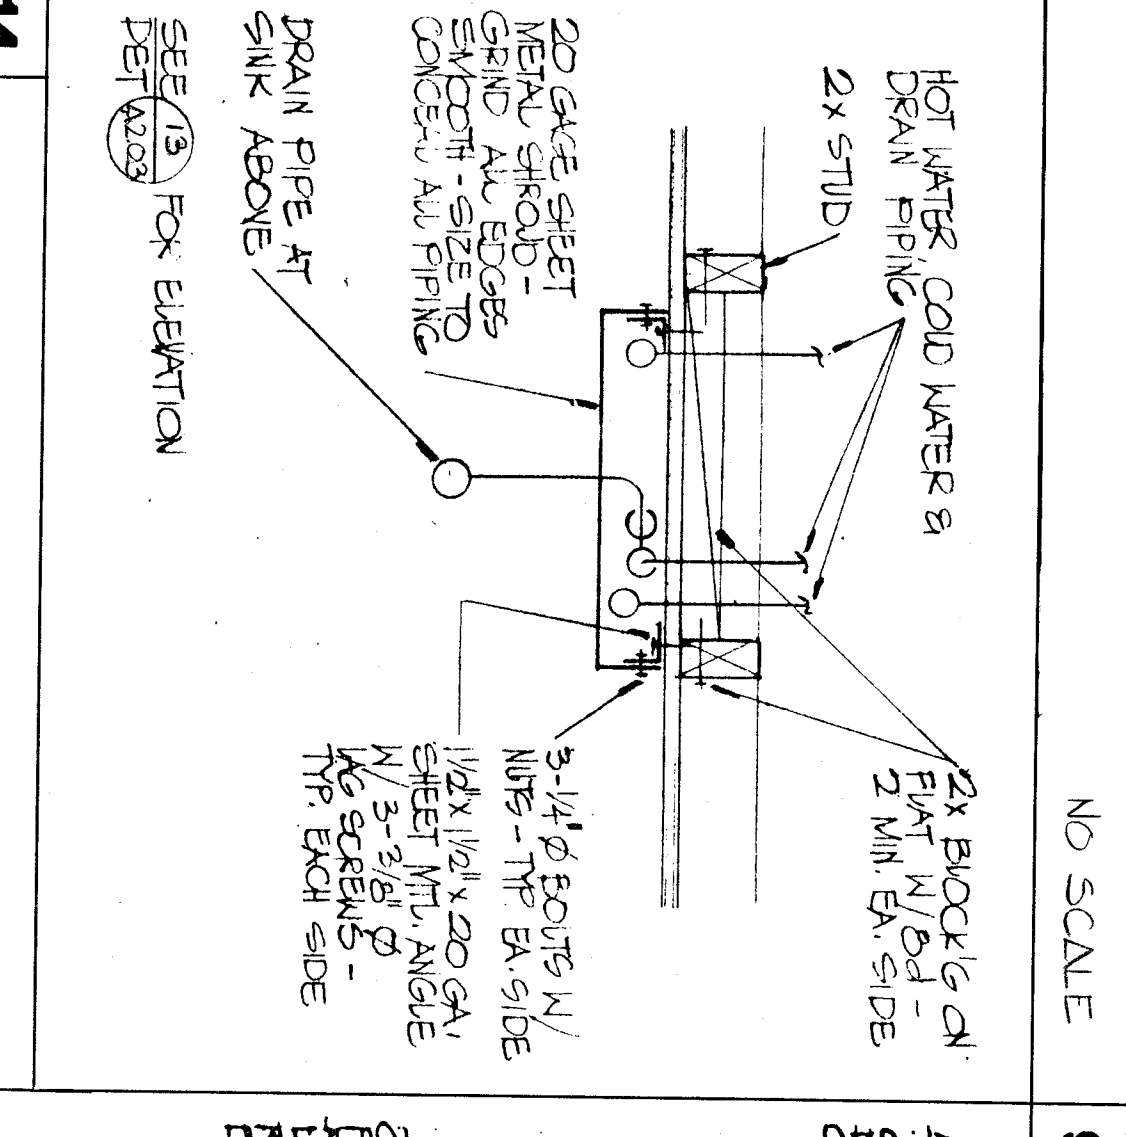 NO SCALE
HOT WATER, COLD WATER &
DRAIN PIPING
2x STUD
2x BLOCK'G ON
FLAT W/8d -
2 MIN. EA. SIDE
20 GAGE SHEET
METAL SHROUD -
GRIND ALL EDGES
SMOOTH - SIZE TO
CONCEAL ALL PIPING
3-1/4"Ø BOLTS W/
NUTS - TYP. EA. SIDE
1 1/2" x 1 1/2" x 20 GA.
SHEET MTL. ANGLE
W/ 3-3/8" Ø
LAG SCREWS -
TYP. EACH SIDE
DRAIN PIPE AT
SINK ABOVE
SEE 13 FOR ELEVATION
DET A2.03
14